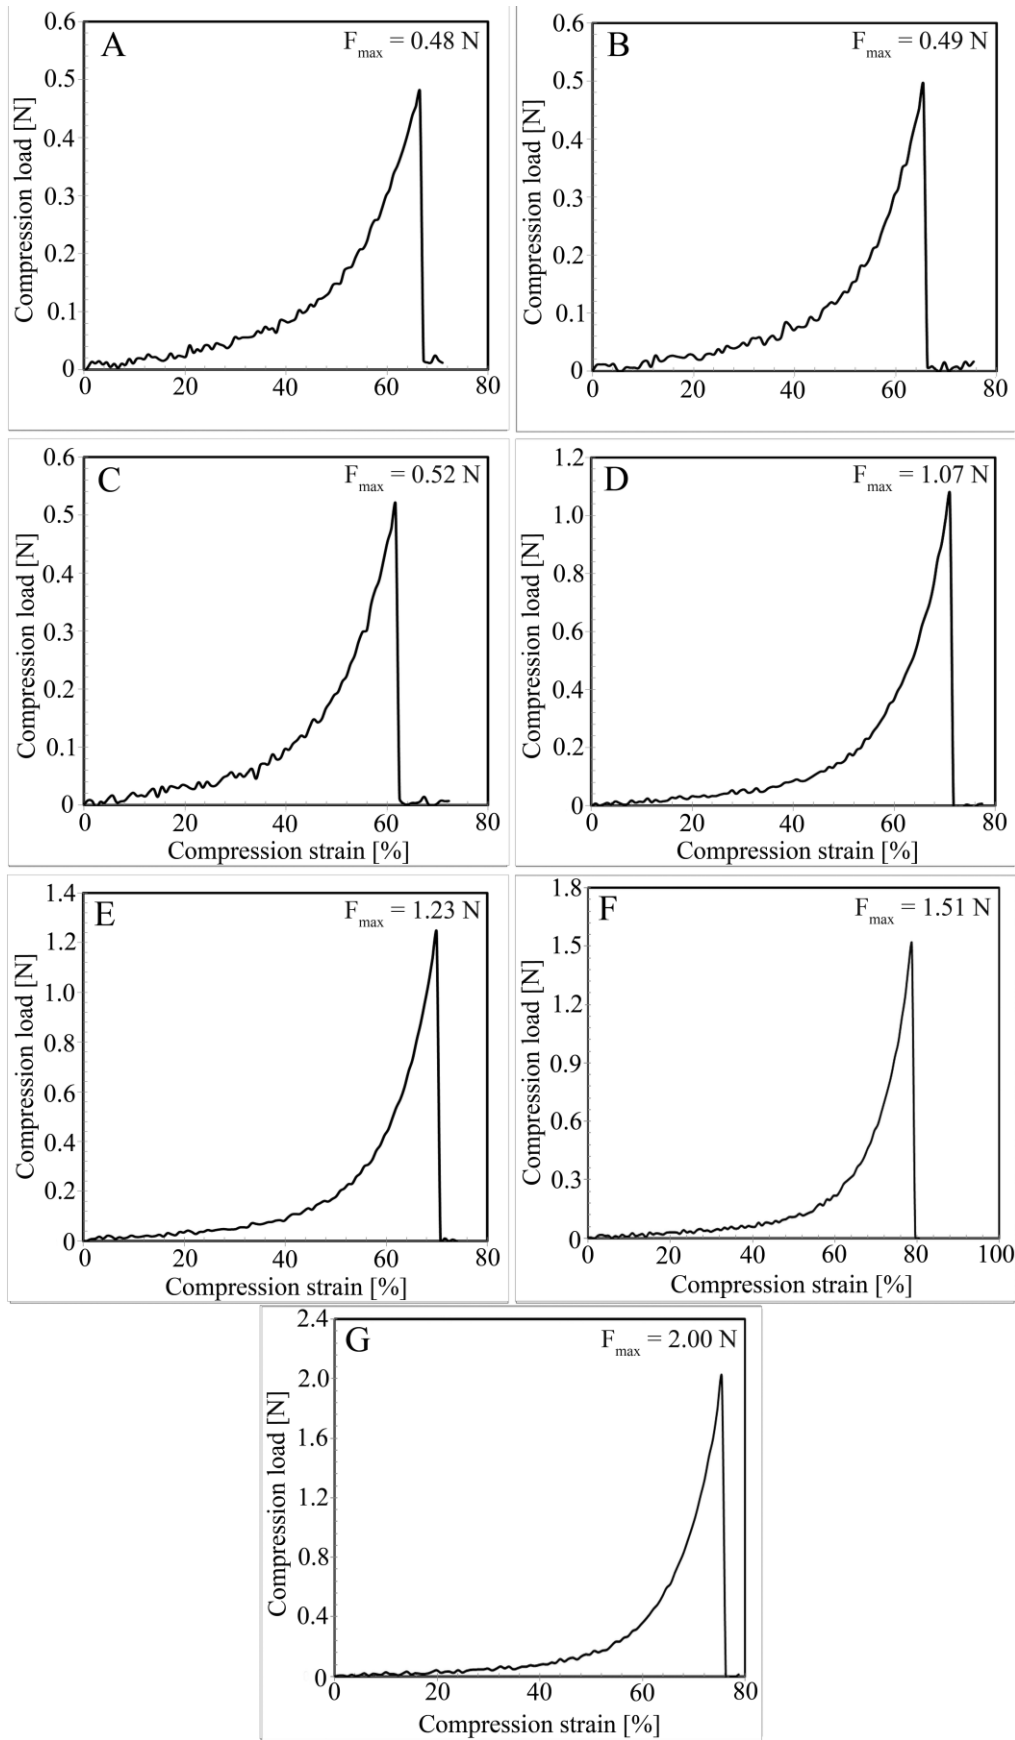 A
F_max = 0.48 N
Compression load [N]
0.6
0.5
0.4
0.3
0.2
0.1
0
0 20 40 60 80
B
F_max = 0.49 N
Compression load [N]
0.6
0.5
0.4
0.3
0.2
0.1
0
0 20 40 60 80
C
F_max = 0.52 N
Compression load [N]
0.6
0.5
0.4
0.3
0.2
0.1
0
0 20 40 60 80
Compression strain [%]
D
F_max = 1.07 N
Compression load [N]
1.2
1.0
0.8
0.6
0.4
0.2
0
0 20 40 60 80
Compression strain [%]
E
F_max = 1.23 N
Compression load [N]
1.4
1.2
1.0
0.8
0.6
0.4
0.2
0
0 20 40 60 80
Compression strain [%]
F
F_max = 1.51 N
Compression load [N]
1.8
1.5
1.2
0.9
0.6
0.3
0
0 20 40 60 80 100
Compression strain [%]
G
F_max = 2.00 N
Compression load [N]
2.4
2.0
1.6
1.2
0.8
0.4
0
0 20 40 60 80
Compression strain [%]